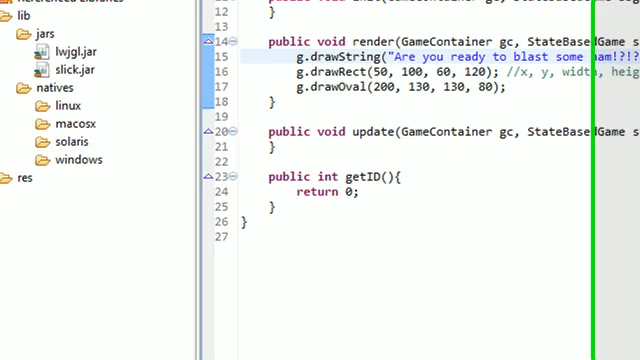 lib
jars
lwjgl.jar
slick.jar
natives
linux
macosx
solaris
windows
res
12 }
14 public void render(GameContainer gc, StateBasedGame s
15 g.drawString("Are you ready to blast some ham!?!?
16 g.drawRect(50, 100, 60, 120); //x, y, width, heig
17 g.drawOval(200, 130, 130, 80);
18 }
20 public void update(GameContainer gc, StateBasedGame s
21 }
22
23 public int getID(){
24 return 0;
25 }
26 }
27